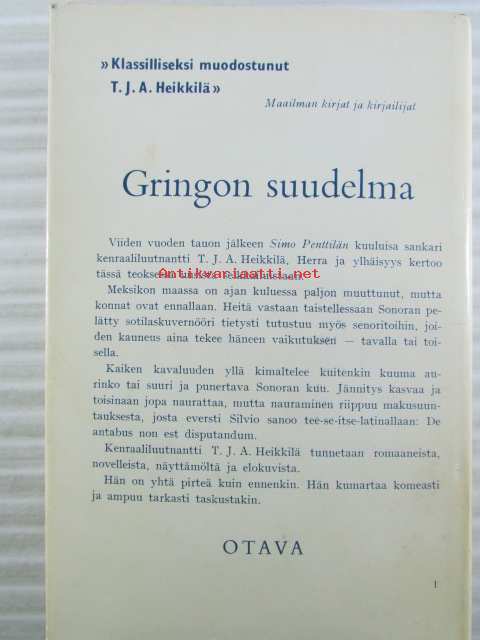 »Klassilliseksi muodostunut
T. J. A. Heikkilä»
Maailman kirjat ja kirjailijat
Gringon suudelma
Viiden vuoden tauon jälkeen Simo Penttilän kuuluisa sankari
kenraaliluutnantti T. J. A. Heikkilä, Herra ja ylhäisyys kertoo
tässä teoksessa
Antikvariaatti.net
Meksikon maassa on ajan kuluessa paljon muuttunut, mutta
konnat ovat ennallaan. Heitä vastaan taistellessaan Sonoran pe-
lätty sotilaskuvernööri tietysti tutustuu myös senoritoihin, joi-
den kauneus aina tekee häneen vaikutuksen — tavalla tai toi-
sella.
Kaiken kavaluuden yllä kimaltelee kuitenkin kuuma au-
rinko tai suuri ja punertava Sonoran kuu. Jännitys kasvaa ja
toisinaan jopa naurattaa, mutta nauraminen riippuu makusuun-
tauksesta, josta eversti Silvio sanoo tee-se-itse-latinallaan: De
antabus non est disputandum.
Kenraaliluutnantti T. J. A. Heikkilä tunnetaan romaaneista,
novelleista, näyttämöltä ja elokuvista.
Hän on yhtä pirteä kuin ennenkin. Hän kumartaa komeasti
ja ampuu tarkasti taskustakin.
OTAVA
1